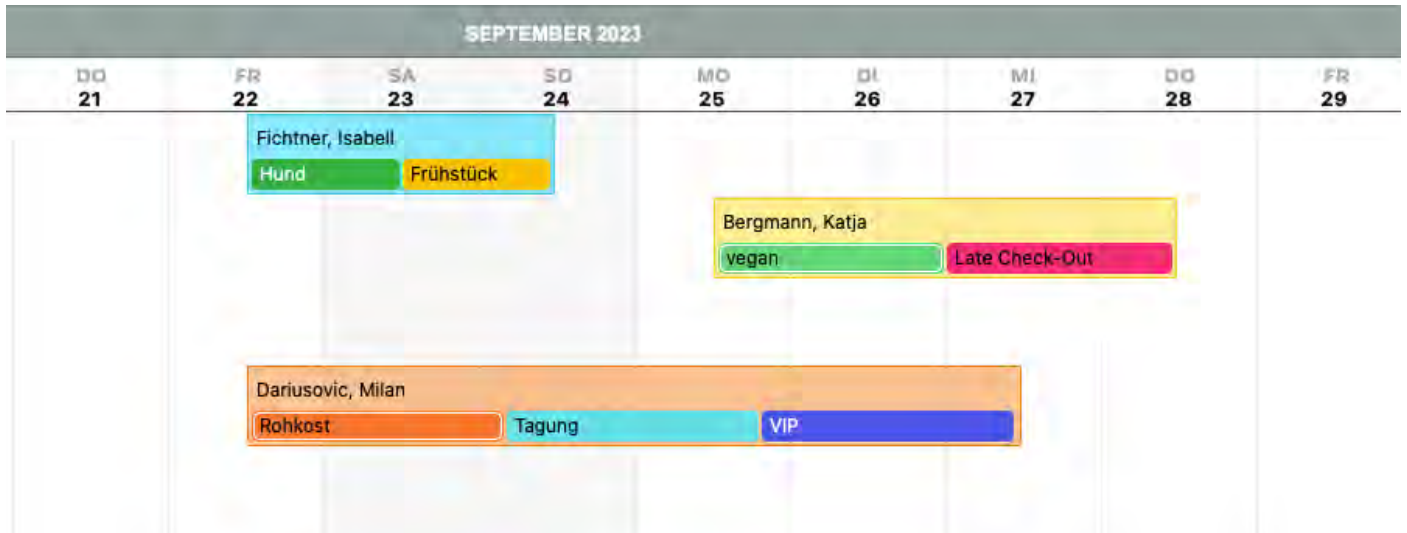 SEPTEMBER 2023
DO FR SA SO MO DI MI DO FR
21 22 23 24 25 26 27 28 29
Fichtner, Isabell
Hund Frühstück
Bergmann, Katja
vegan Late Check-Out
Dariusovic, Milan
Rohkost Tagung VIP